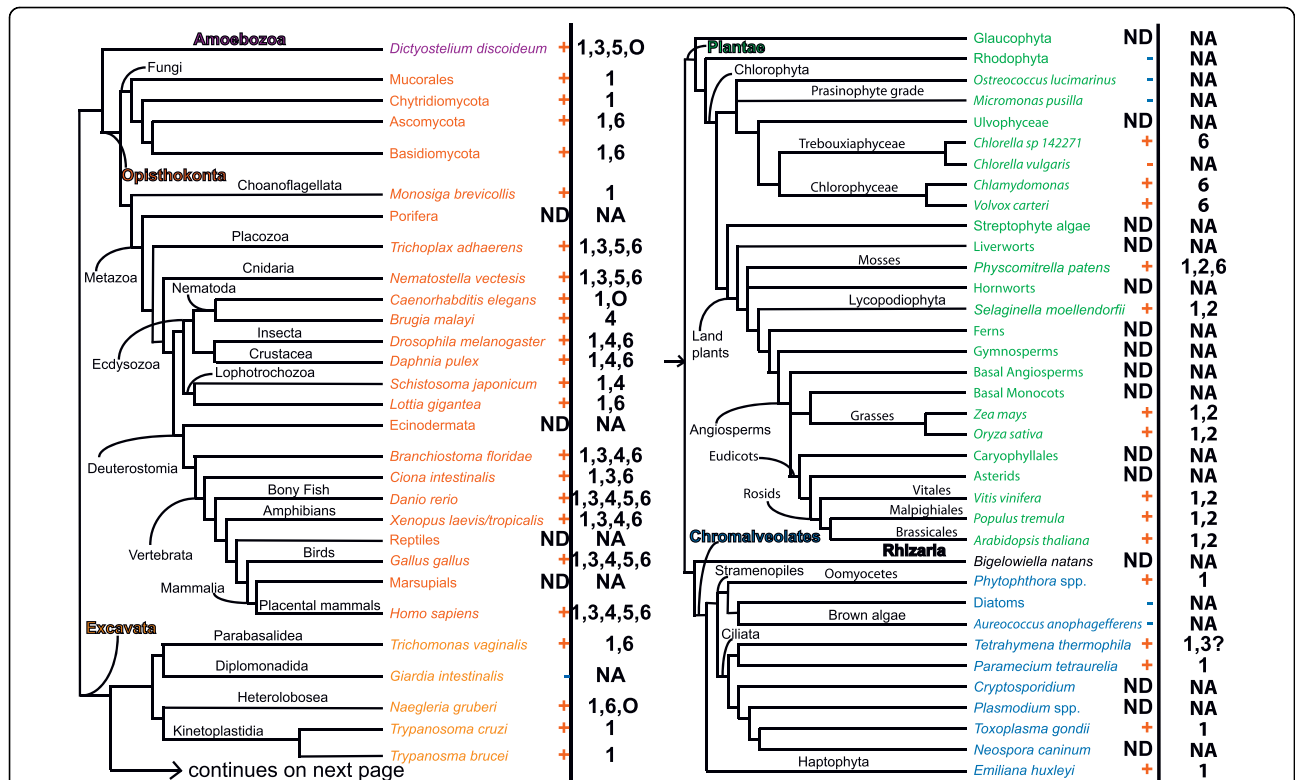 Amoebozoa
Dictyostelium discoideum + 1,3,5,O
Fungi
Mucorales + 1
Chytridiomycota + 1
Ascomycota + 1,6
Basidiomycota + 1,6
Opisthokonta
Choanoflagellata
Monosiga brevicollis + 1
Porifera ND NA
Placozoa
Trichoplax adhaerens + 1,3,5,6
Metazoa
Cnidaria
Nematostella vectesis + 1,3,5,6
Nematoda
Caenorhabditis elegans + 1,O
Brugia malayi + 4
Insecta
Drosophila melanogaster + 1,4,6
Ecdysozoa
Crustacea
Daphnia pulex + 1,4,6
Lophotrochozoa
Schistosoma japonicum + 1,4
Lottia gigantea + 1,6
Ecinodermata ND NA
Deuterostomia
Branchiostoma floridae + 1,3,4,6
Ciona intestinalis + 1,3,6
Bony Fish
Danio rerio + 1,3,4,5,6
Amphibians
Xenopus laevis/tropicalis + 1,3,4,6
Reptiles ND NA
Vertebrata
Birds
Gallus gallus + 1,3,4,5,6
Marsupials ND NA
Mammalia
Placental mammals
Homo sapiens + 1,3,4,5,6
Excavata
Parabasalidea
Trichomonas vaginalis + 1,6
Diplomonadida
Giardia intestinalis - NA
Heterolobosea
Naegleria gruberi + 1,6,O
Kinetoplastidia
Trypanosoma cruzi + 1
Trypanosma brucei + 1
continues on next page
Glaucophyta ND NA
Plantae
Rhodophyta - NA
Chlorophyta
Ostreococcus lucimarinus - NA
Prasinophyte grade
Micromonas pusilla - NA
Ulvophyceae ND NA
Trebouxiaphyceae
Chlorella sp 142271 + 6
Chlorella vulgaris - NA
Chlorophyceae
Chlamydomonas + 6
Volvox carteri + 6
Streptophyte algae ND NA
Liverworts ND NA
Mosses
Physcomitrella patens + 1,2,6
Hornworts ND NA
Lycopodiophyta
Selaginella moellendorfii + 1,2
Land
plants
Ferns ND NA
Gymnosperms ND NA
Basal Angiosperms ND NA
Basal Monocots ND NA
Grasses
Zea mays + 1,2
Angiosperms
Oryza sativa + 1,2
Eudicots
Caryophyllales ND NA
Asterids ND NA
Rosids
Vitales
Vitis vinifera + 1,2
Malpighiales
Populus tremula + 1,2
Brassicales
Arabidopsis thaliana + 1,2
Chromalveolates
Rhizaria
Bigelowiella natans ND NA
Stramenopiles
Oomyocetes
Phytophthora spp. + 1
Diatoms - NA
Brown algae
Aureococcus anophagefferens - NA
Ciliata
Tetrahymena thermophila + 1,3?
Paramecium tetraurelia + 1
Cryptosporidium ND NA
Plasmodium spp. ND NA
Toxoplasma gondii + 1
Neospora caninum ND NA
Haptophyta
Emiliana huxleyi + 1